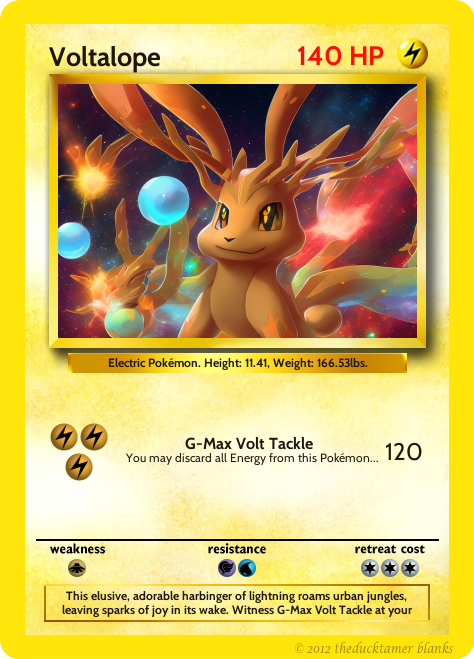 Voltalope 140 HP
Electric Pokémon. Height: 11.41, Weight: 166.53lbs.
G-Max Volt Tackle
You may discard all Energy from this Pokémon... 120
weakness resistance retreat cost
This elusive, adorable harbinger of lightning roams urban jungles,
leaving sparks of joy in its wake. Witness G-Max Volt Tackle at your
© 2012 theducktamer blanks